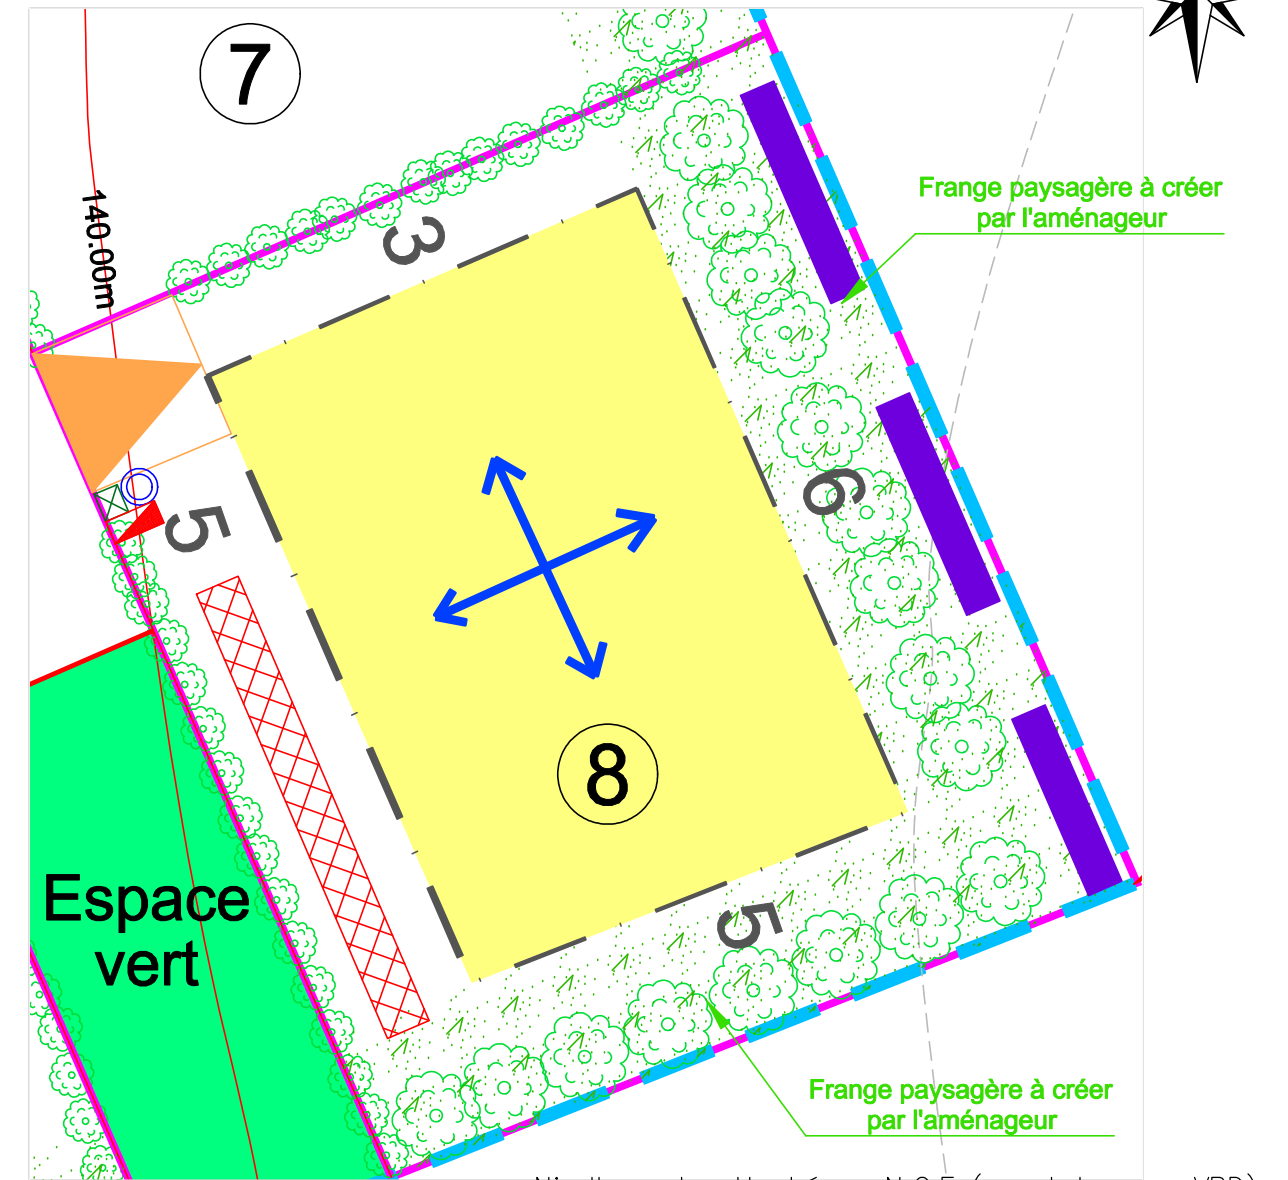 7
140.00m
Frange paysagère à créer
par l'aménageur
3
6
5
8
5
Espace
vert
Frange paysagère à créer
par l'aménageur